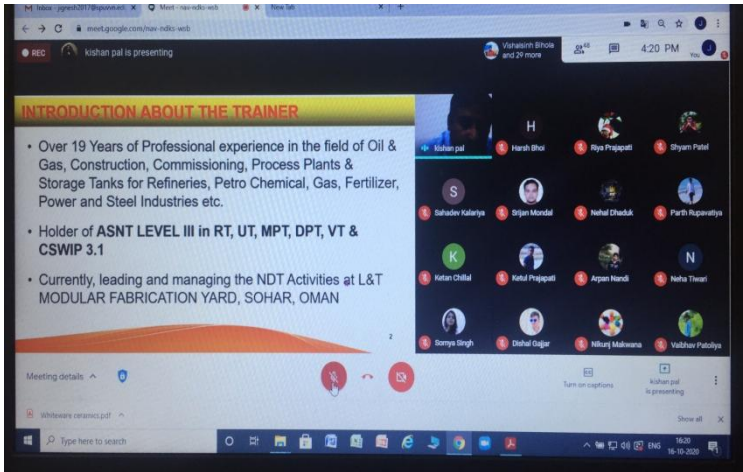 Meet - nav-ndks-wsb
New Tab
meet.google.com/nav-ndks-wsb
REC
kishan pal is presenting
Vishalsinh Bihola
and 29 more
48
4:20 PM
You
J
INTRODUCTION ABOUT THE TRAINER
• Over 19 Years of Professional experience in the field of Oil &
Gas, Construction, Commissioning, Process Plants &
Storage Tanks for Refineries, Petro Chemical, Gas, Fertilizer,
Power and Steel Industries etc.
• Holder of ASNT LEVEL III in RT, UT, MPT, DPT, VT &
CSWIP 3.1
• Currently, leading and managing the NDT Activities at L&T
MODULAR FABRICATION YARD, SOHAR, OMAN
2
kishan pal
H
Harsh Bhoi
Riya Prajapati
Shyam Patel
S
Sahadev Kalariya
Srijan Mondal
Nehal Dhaduk
Parth Rupavatiya
K
Ketan Chillal
Ketul Prajapati
Arpan Nandi
N
Neha Tiwari
Somya Singh
Dishal Gajjar
Nikunj Makwana
Vaibhav Patoliya
Meeting details
Turn on captions
kishan pal
is presenting
Whiteware ceramics.pdf
Show all
Type here to search
ENG
16:20
16-10-2020